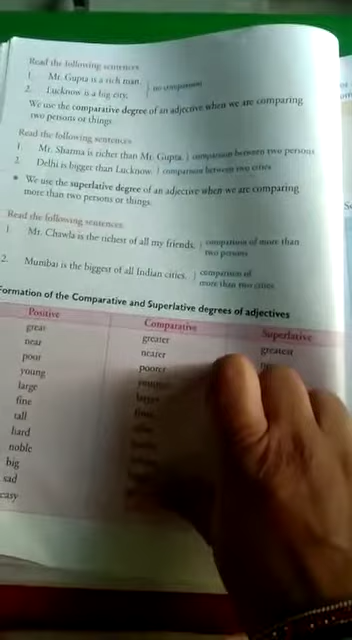 Read the following sentences
1. Mr. Gupta is a rich man.
2. Lucknow is a big city. } no comparison
We use the comparative degree of an adjective when we are comparing
two persons or things.
Read the following sentences
1. Mr. Sharma is richer than Mr. Gupta. } comparison between two persons
2. Delhi is bigger than Lucknow. } comparison between two cities
* We use the superlative degree of an adjective when we are comparing
more than two persons or things.
Read the following sentences.
1 Mr. Chawla is the richest of all my friends. } comparison of more than
two persons
2. Mumbai is the biggest of all Indian cities. } comparison of
more than two cities
Formation of the Comparative and Superlative degrees of adjectives
Positive Comparative Superlative
great greater greatest
near nearer
poor poorer
young younger
large larger
fine finer
tall
hard
noble
big
sad
easy